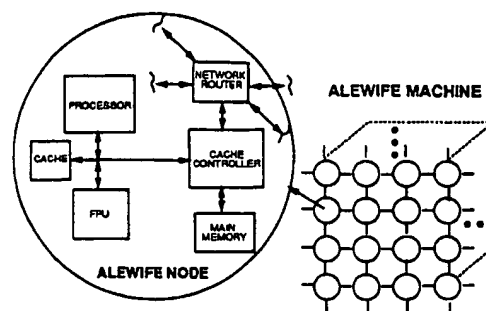 PROCESSOR
CACHE
FPU
NETWORK
ROUTER
CACHE
CONTROLLER
MAIN
MEMORY
ALEWIFE NODE
ALEWIFE MACHINE